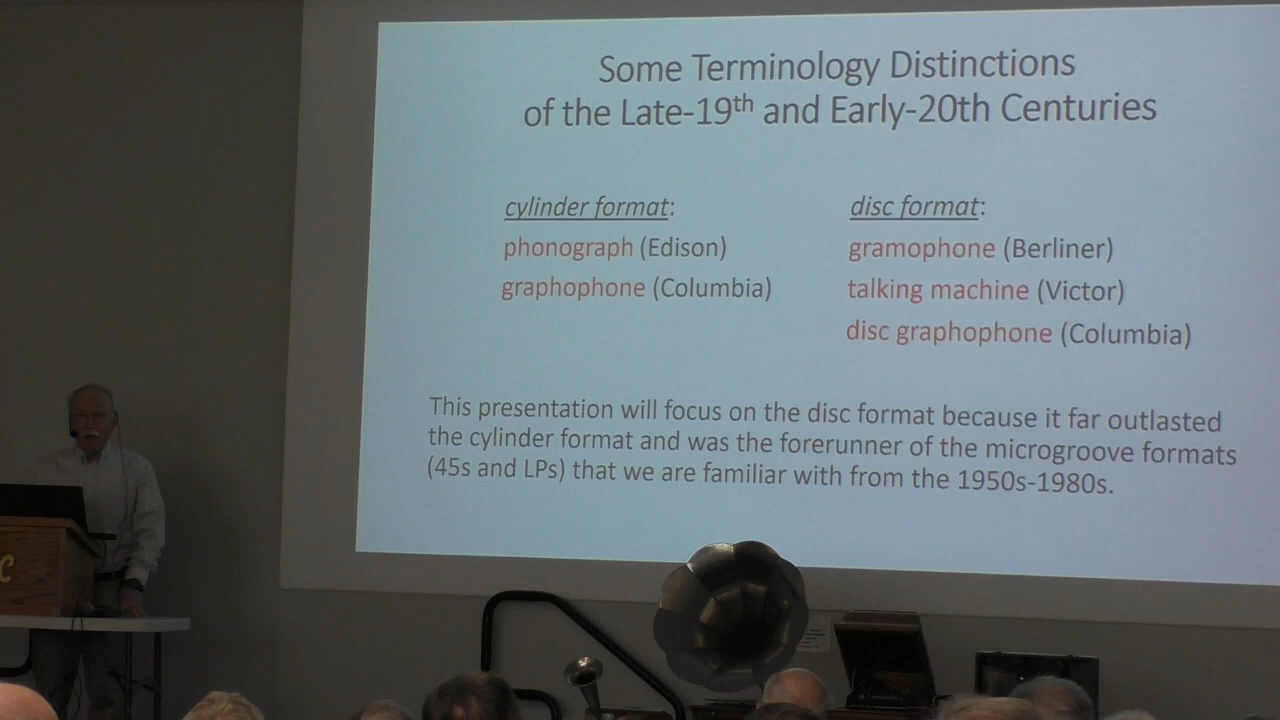 Some Terminology Distinctions
of the Late-19th and Early-20th Centuries
cylinder format:
phonograph (Edison)
graphophone (Columbia)
disc format:
gramophone (Berliner)
talking machine (Victor)
disc graphophone (Columbia)
This presentation will focus on the disc format because it far outlasted
the cylinder format and was the forerunner of the microgroove formats
(45s and LPs) that we are familiar with from the 1950s-1980s.
C